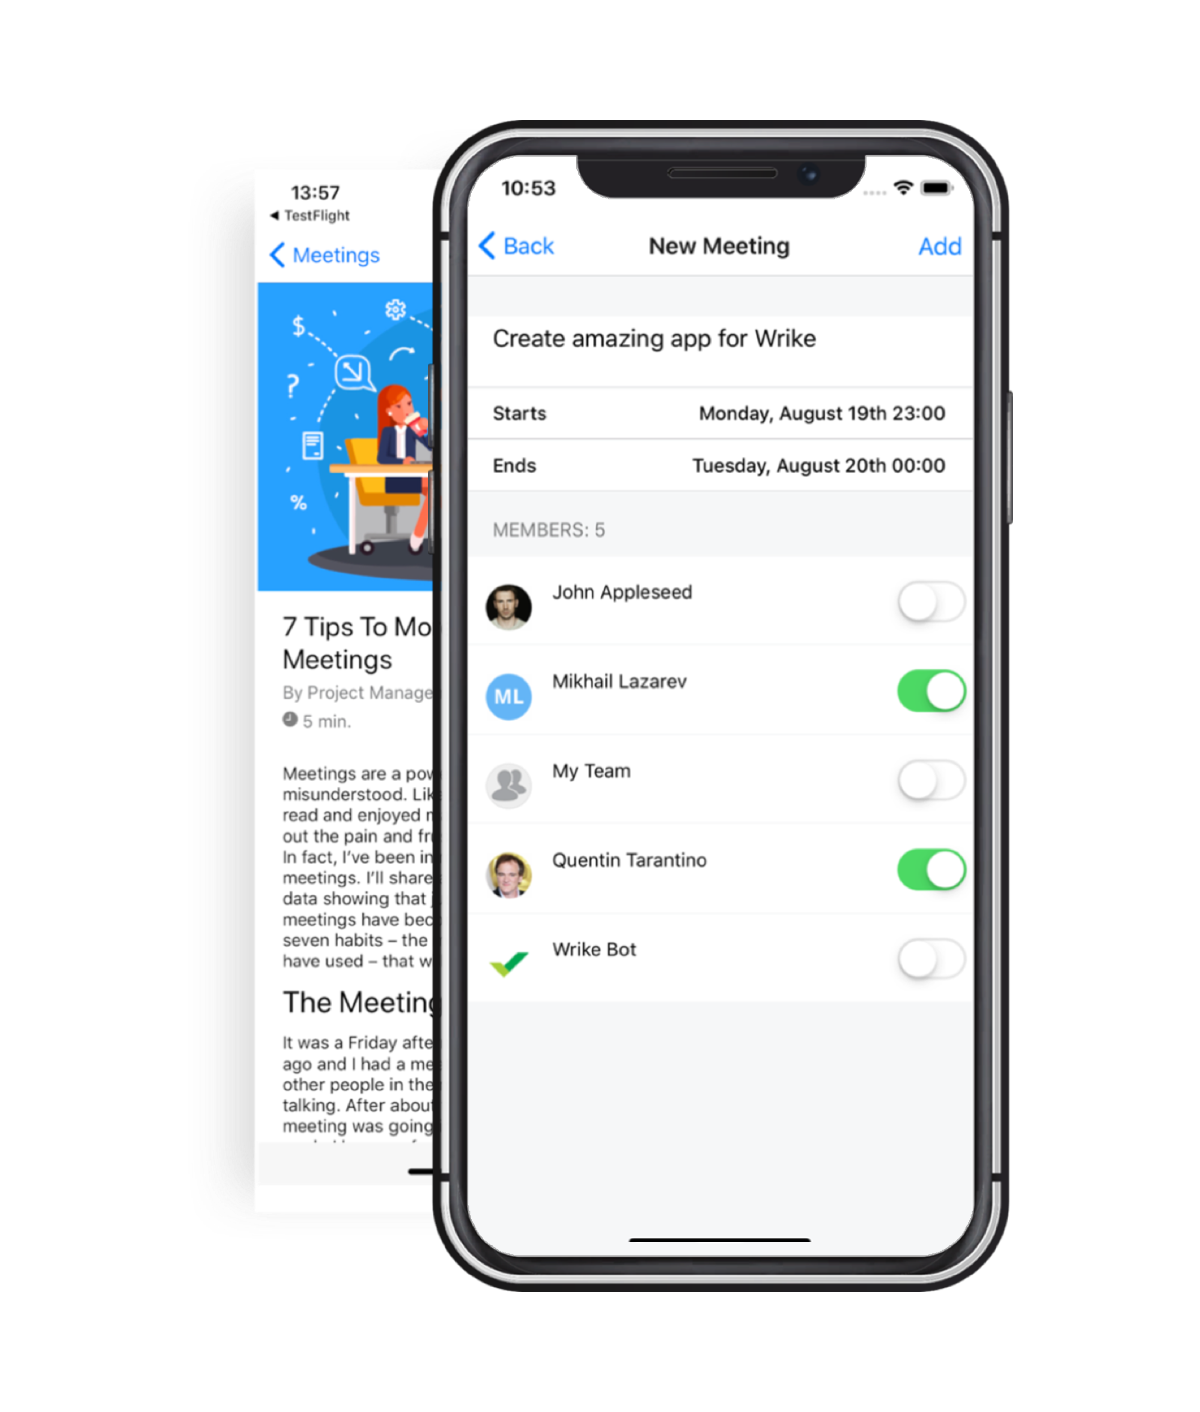 13:57
◀ TestFlight
Meetings
$
?
%
7 Tips To Mo
Meetings
By Project Manage
5 min.
Meetings are a pow
misunderstood. Lik
read and enjoyed
out the pain and fr
In fact, I've been in
meetings. I'll share
data showing that
meetings have bec
seven habits – the
have used – that w
The Meeting
It was a Friday afte
ago and I had a me
other people in the
talking. After about
meeting was going
10:53
Back
New Meeting
Add
Create amazing app for Wrike
Starts
Monday, August 19th 23:00
Ends
Tuesday, August 20th 00:00
MEMBERS: 5
John Appleseed
ML
Mikhail Lazarev
My Team
Quentin Tarantino
Wrike Bot